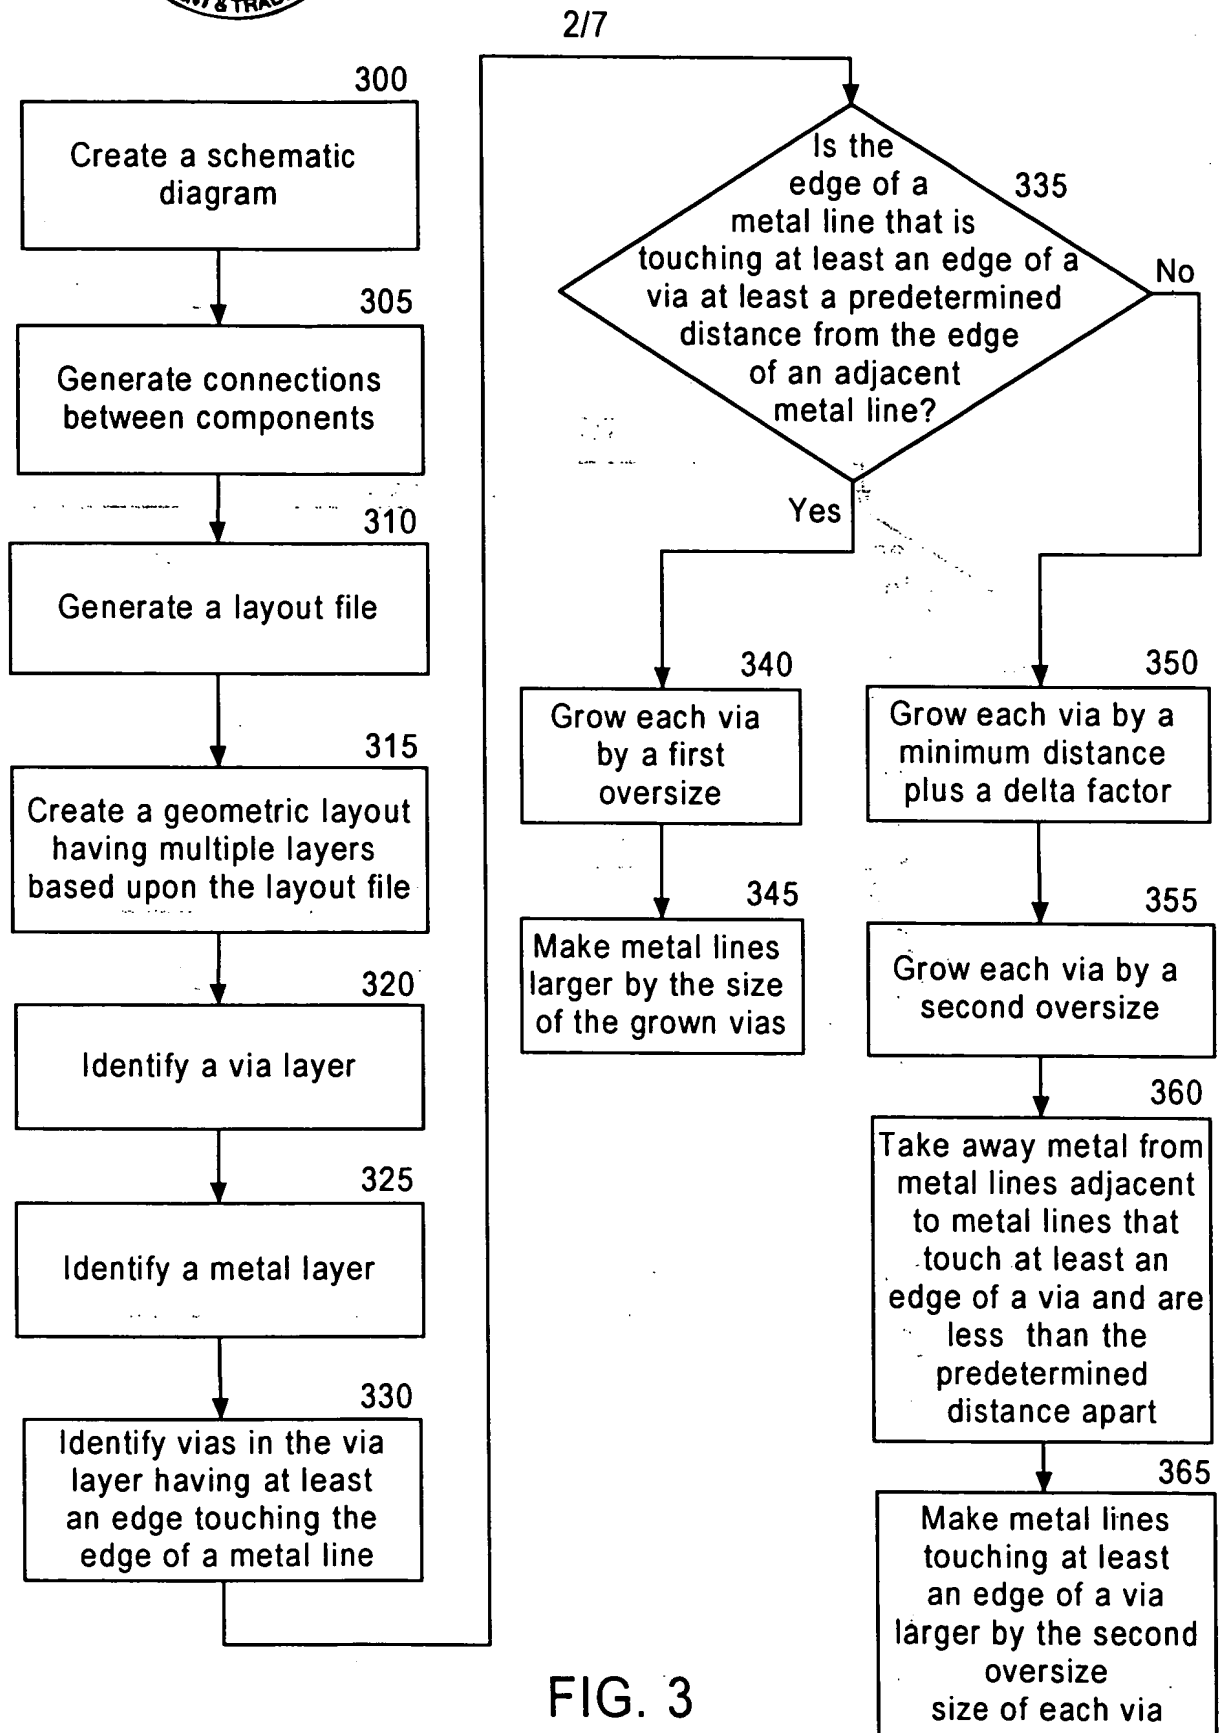 & TRAD
2/7
300
Create a schematic
diagram
305
Generate connections
between components
310
Generate a layout file
315
Create a geometric layout
having multiple layers
based upon the layout file
320
Identify a via layer
325
Identify a metal layer
330
Identify vias in the via
layer having at least
an edge touching the
edge of a metal line
335
Is the
edge of a
metal line that is
touching at least an edge of a
via at least a predetermined
distance from the edge
of an adjacent
metal line?
No
Yes
340
Grow each via
by a first
oversize
345
Make metal lines
larger by the size
of the grown vias
350
Grow each via by a
minimum distance
plus a delta factor
355
Grow each via by a
second oversize
360
Take away metal from
metal lines adjacent
to metal lines that
touch at least an
edge of a via and are
less than the
predetermined
distance apart
365
Make metal lines
touching at least
an edge of a via
larger by the second
oversize
size of each via
FIG. 3